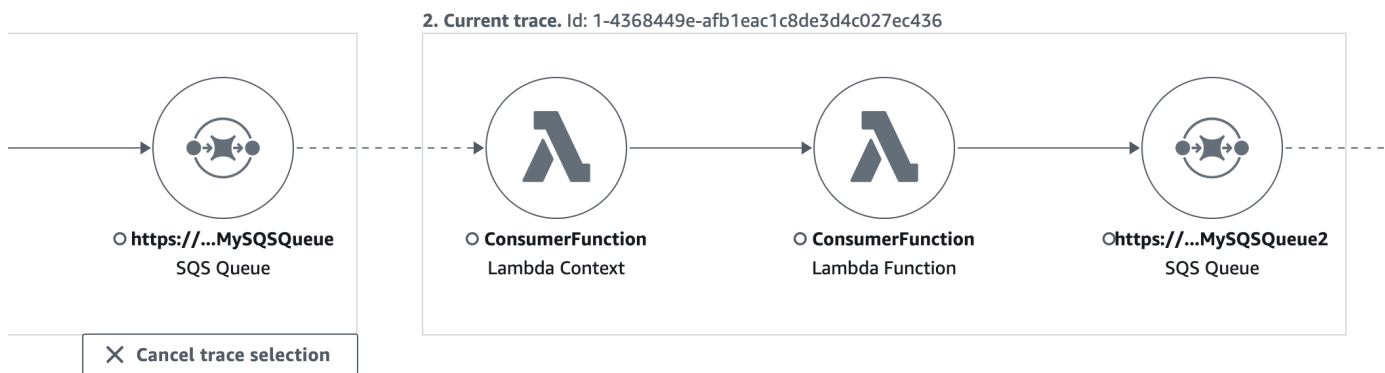 2. Current trace. Id: 1-4368449e-afb1eac1c8de3d4c027ec436
https://...MySQSQueue
SQS Queue
ConsumerFunction
Lambda Context
ConsumerFunction
Lambda Function
https://...MySQSQueue2
SQS Queue
Cancel trace selection